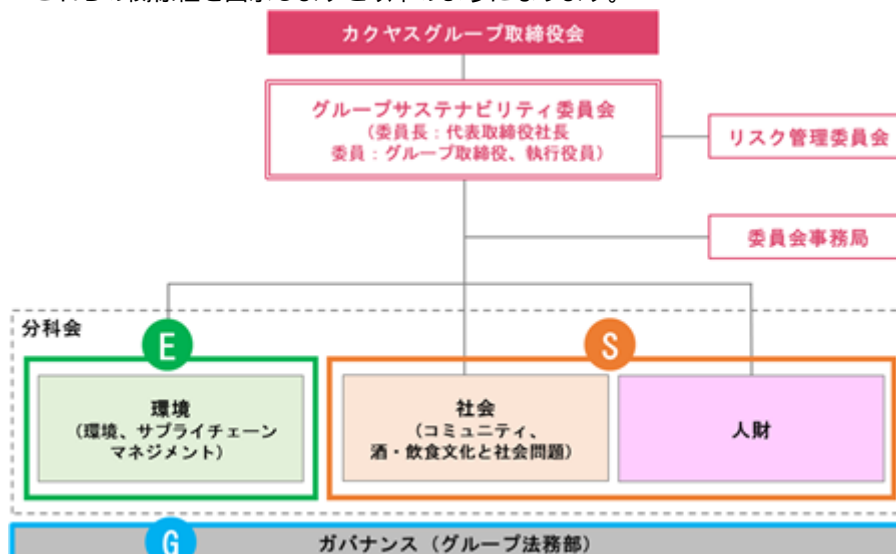 カクヤスグループ取締役会
グループサステナビリティ委員会
(委員長:代表取締役社長
委員:グループ取締役、執行役員)
リスク管理委員会
委員会事務局
分科会
E
S
環境
(環境、サプライチェーン
マネジメント)
社会
(コミュニティ、
酒・飲食文化と社会問題)
人財
G
ガバナンス(グループ法務部)